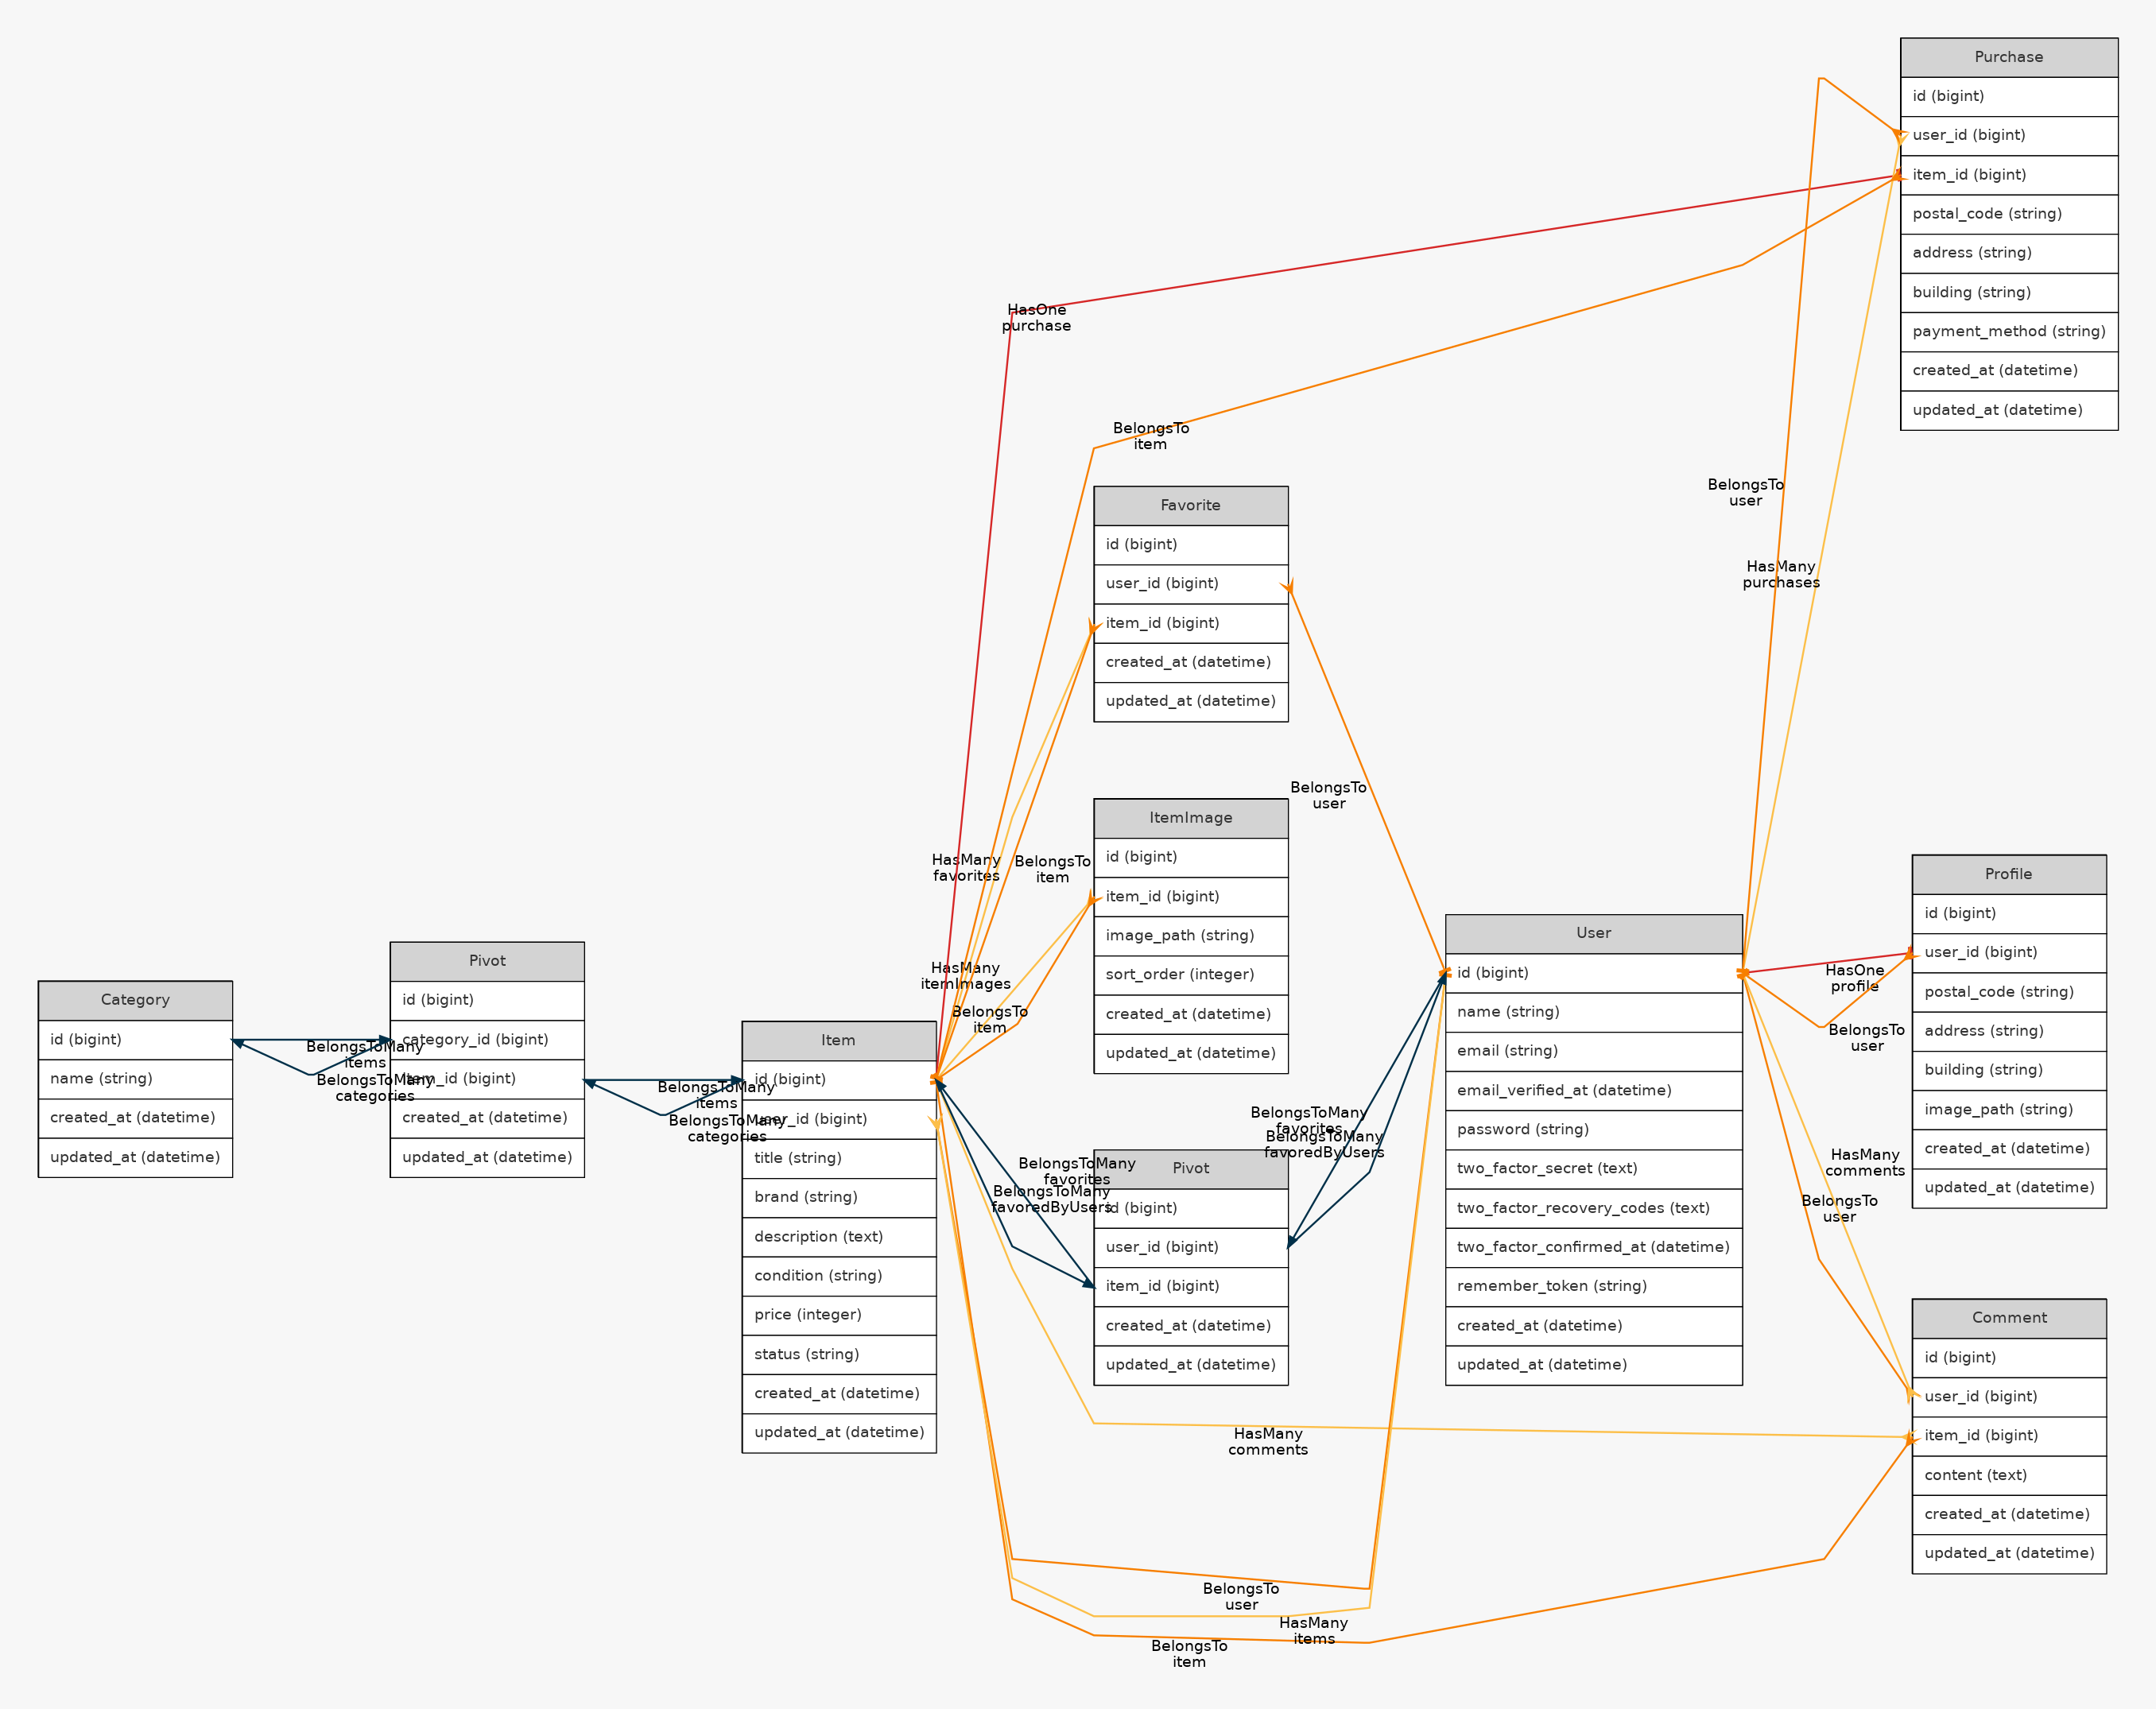 Purchase
id (bigint)
user_id (bigint)
item_id (bigint)
postal_code (string)
address (string)
building (string)
payment_method (string)
created_at (datetime)
updated_at (datetime)
HasOne
purchase
BelongsTo
item
BelongsTo
user
HasMany
purchases
Favorite
id (bigint)
user_id (bigint)
item_id (bigint)
created_at (datetime)
updated_at (datetime)
BelongsTo
user
HasMany
favorites
BelongsTo
item
ItemImage
id (bigint)
item_id (bigint)
image_path (string)
sort_order (integer)
created_at (datetime)
updated_at (datetime)
HasMany
itemImages
BelongsTo
item
Category
id (bigint)
name (string)
created_at (datetime)
updated_at (datetime)
BelongsToMany
items
BelongsToMany
categories
Pivot
id (bigint)
category_id (bigint)
item_id (bigint)
created_at (datetime)
updated_at (datetime)
BelongsToMany
items
BelongsToMany
categories
Item
id (bigint)
user_id (bigint)
title (string)
brand (string)
description (text)
condition (string)
price (integer)
status (string)
created_at (datetime)
updated_at (datetime)
BelongsToMany
favorites
BelongsToMany
favoredByUsers
Pivot
id (bigint)
user_id (bigint)
item_id (bigint)
created_at (datetime)
updated_at (datetime)
BelongsToMany
favorites
BelongsToMany
favoredByUsers
User
id (bigint)
name (string)
email (string)
email_verified_at (datetime)
password (string)
two_factor_secret (text)
two_factor_recovery_codes (text)
two_factor_confirmed_at (datetime)
remember_token (string)
created_at (datetime)
updated_at (datetime)
HasOne
profile
BelongsTo
user
Profile
id (bigint)
user_id (bigint)
postal_code (string)
address (string)
building (string)
image_path (string)
created_at (datetime)
updated_at (datetime)
HasMany
comments
BelongsTo
user
Comment
id (bigint)
user_id (bigint)
item_id (bigint)
content (text)
created_at (datetime)
updated_at (datetime)
HasMany
comments
BelongsTo
user
HasMany
items
BelongsTo
item